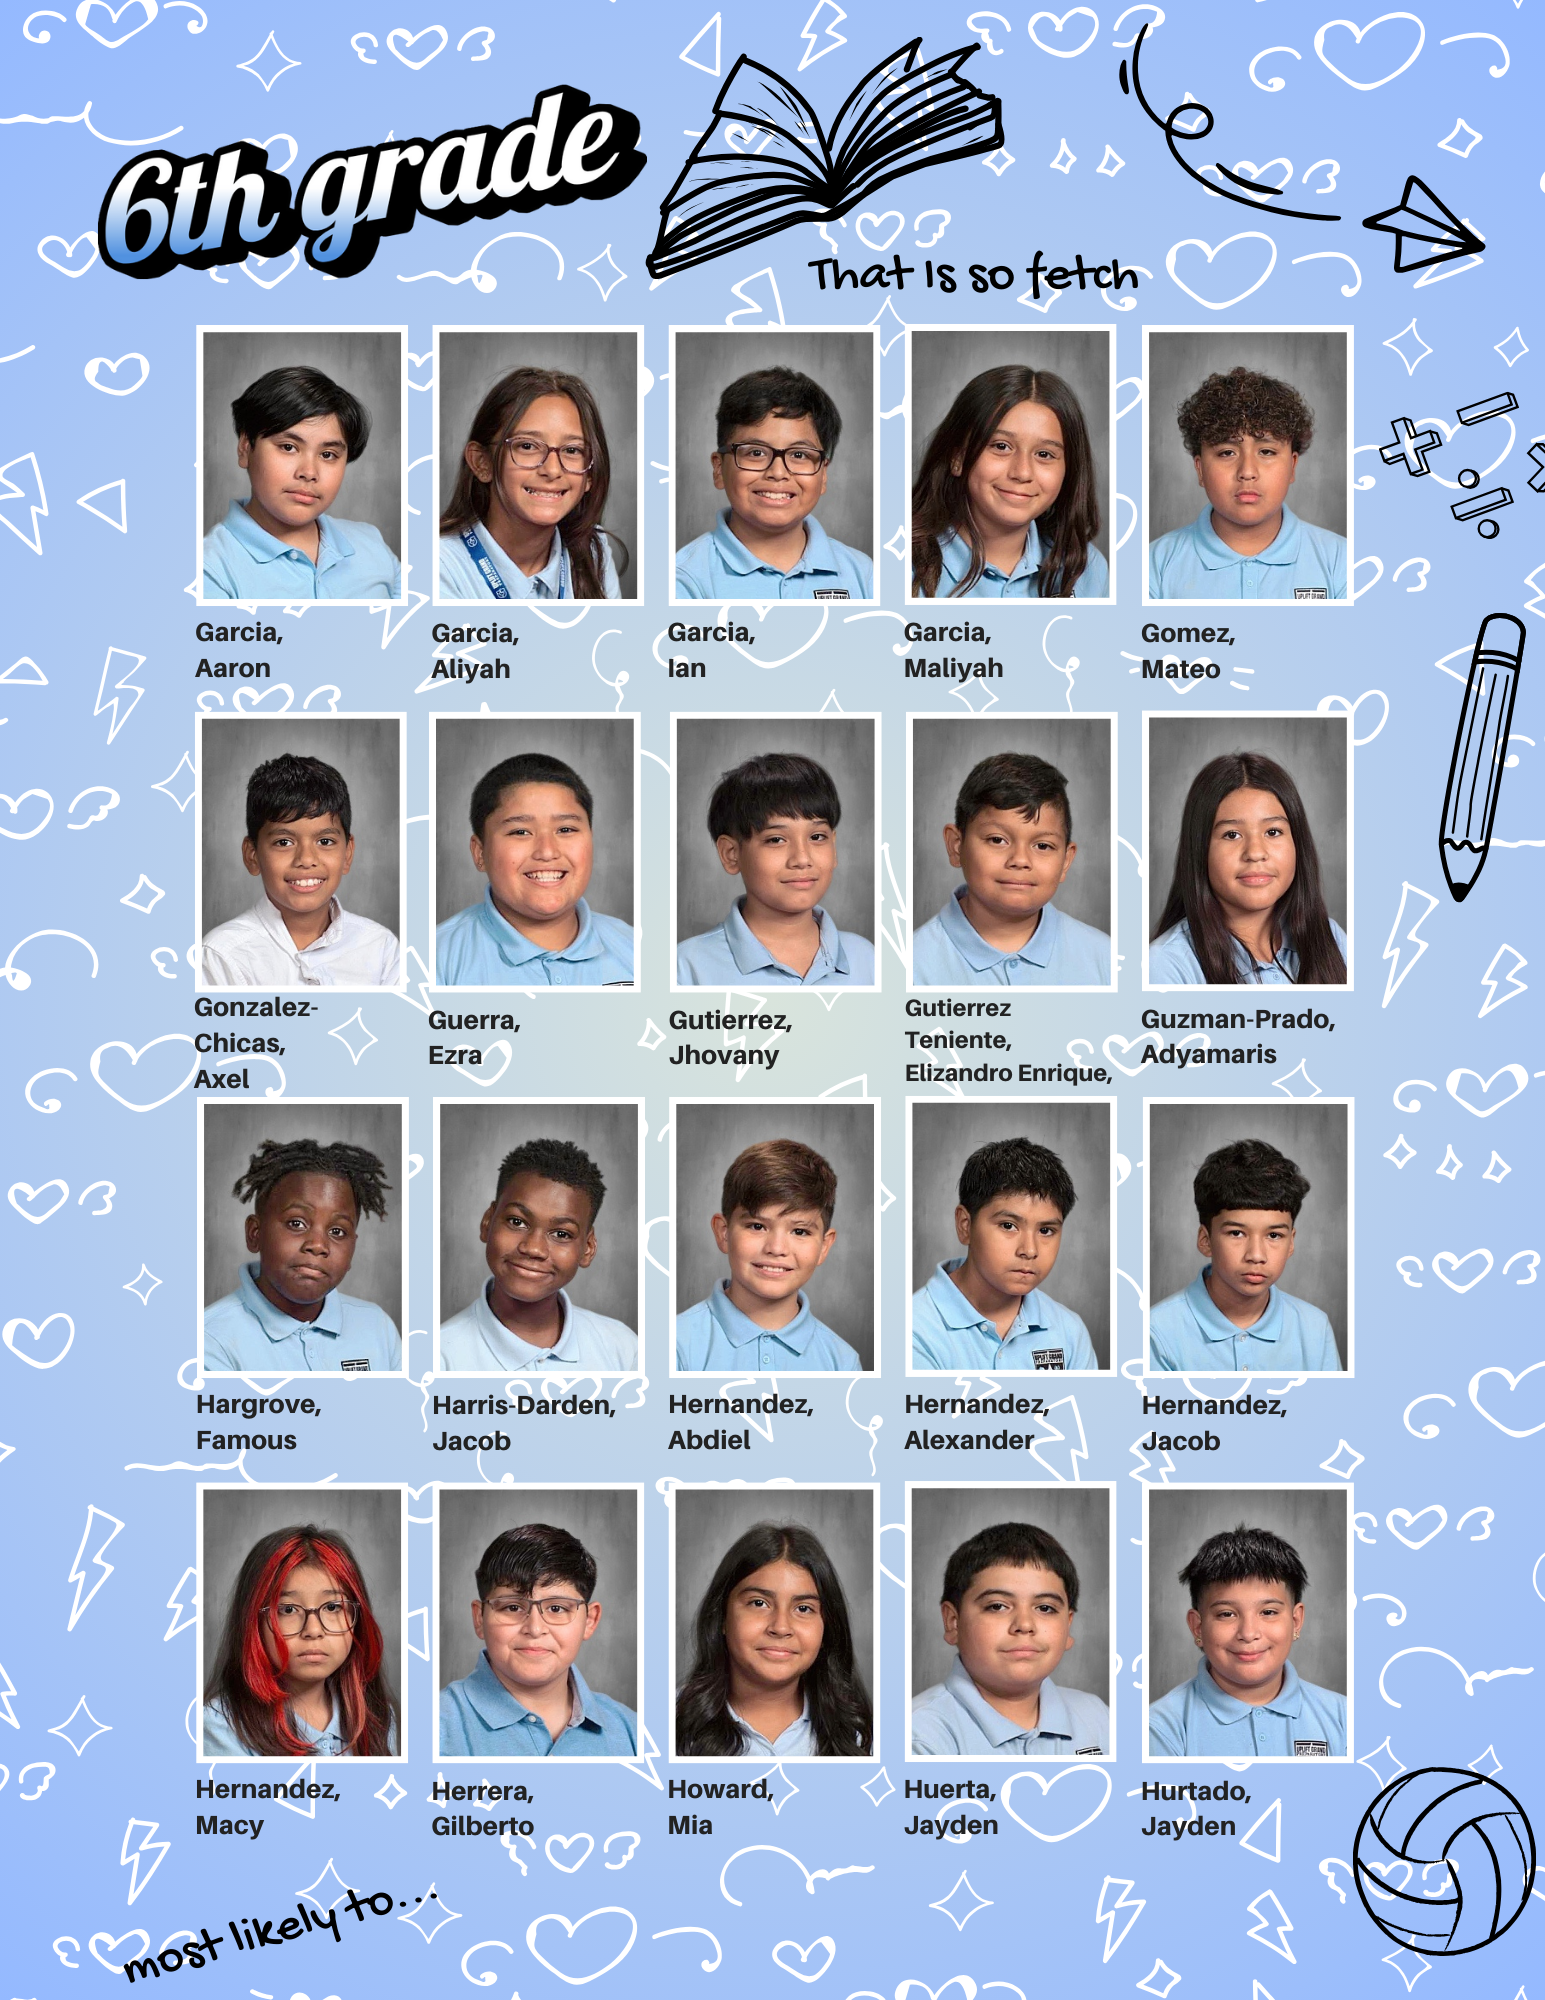 6th grade
That Is so fetch
Garcia,
Aaron
Garcia,
Aliyah
Garcia,
Ian
Garcia,
Maliyah
Gomez,
Mateo
Gonzalez-
Chicas,
Axel
Guerra,
Ezra
Gutierrez,
Jhovany
Gutierrez
Teniente,
Elizandro Enrique,
Guzman-Prado,
Adyamaris
Hargrove,
Famous
Harris-Darden,
Jacob
Hernandez,
Abdiel
Hernandez,
Alexander
Hernandez,
Jacob
Hernandez,
Macy
Herrera,
Gilberto
Howard,
Mia
Huerta,
Jayden
Hurtado,
Jayden
most likely to...